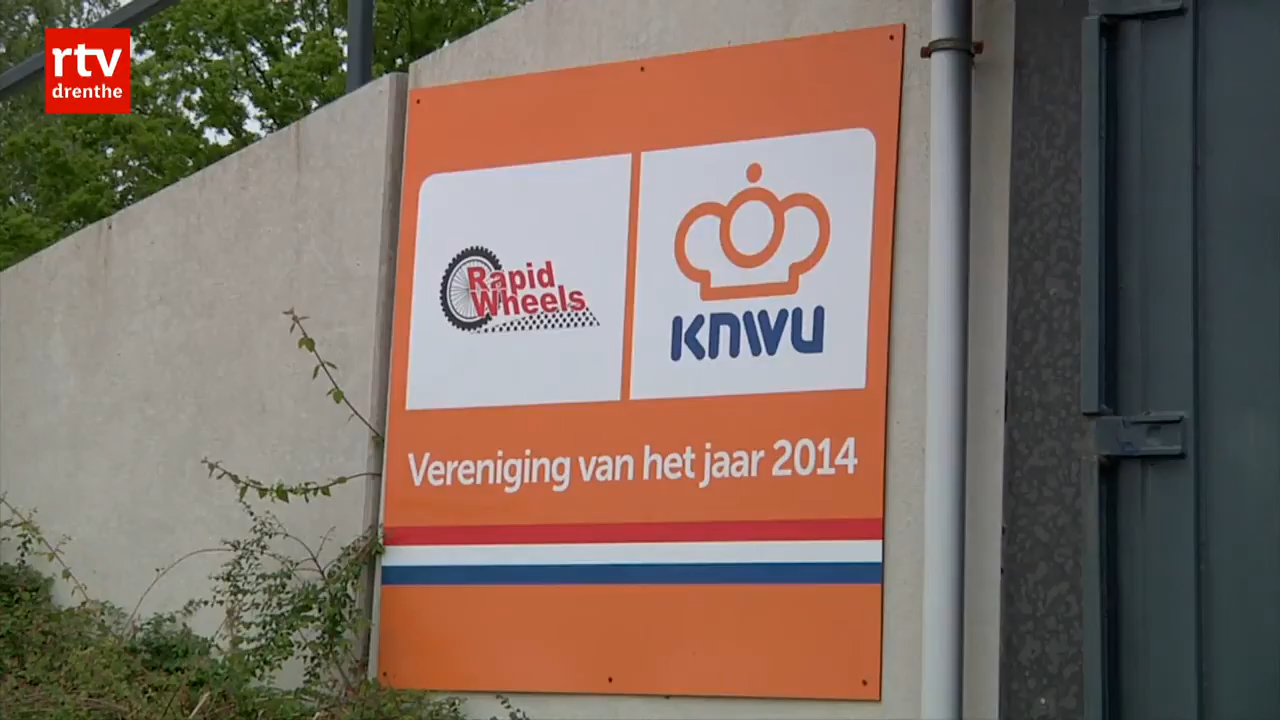 rtv
drenthe
Rapid
Wheels
KNWU
Vereniging van het jaar 2014